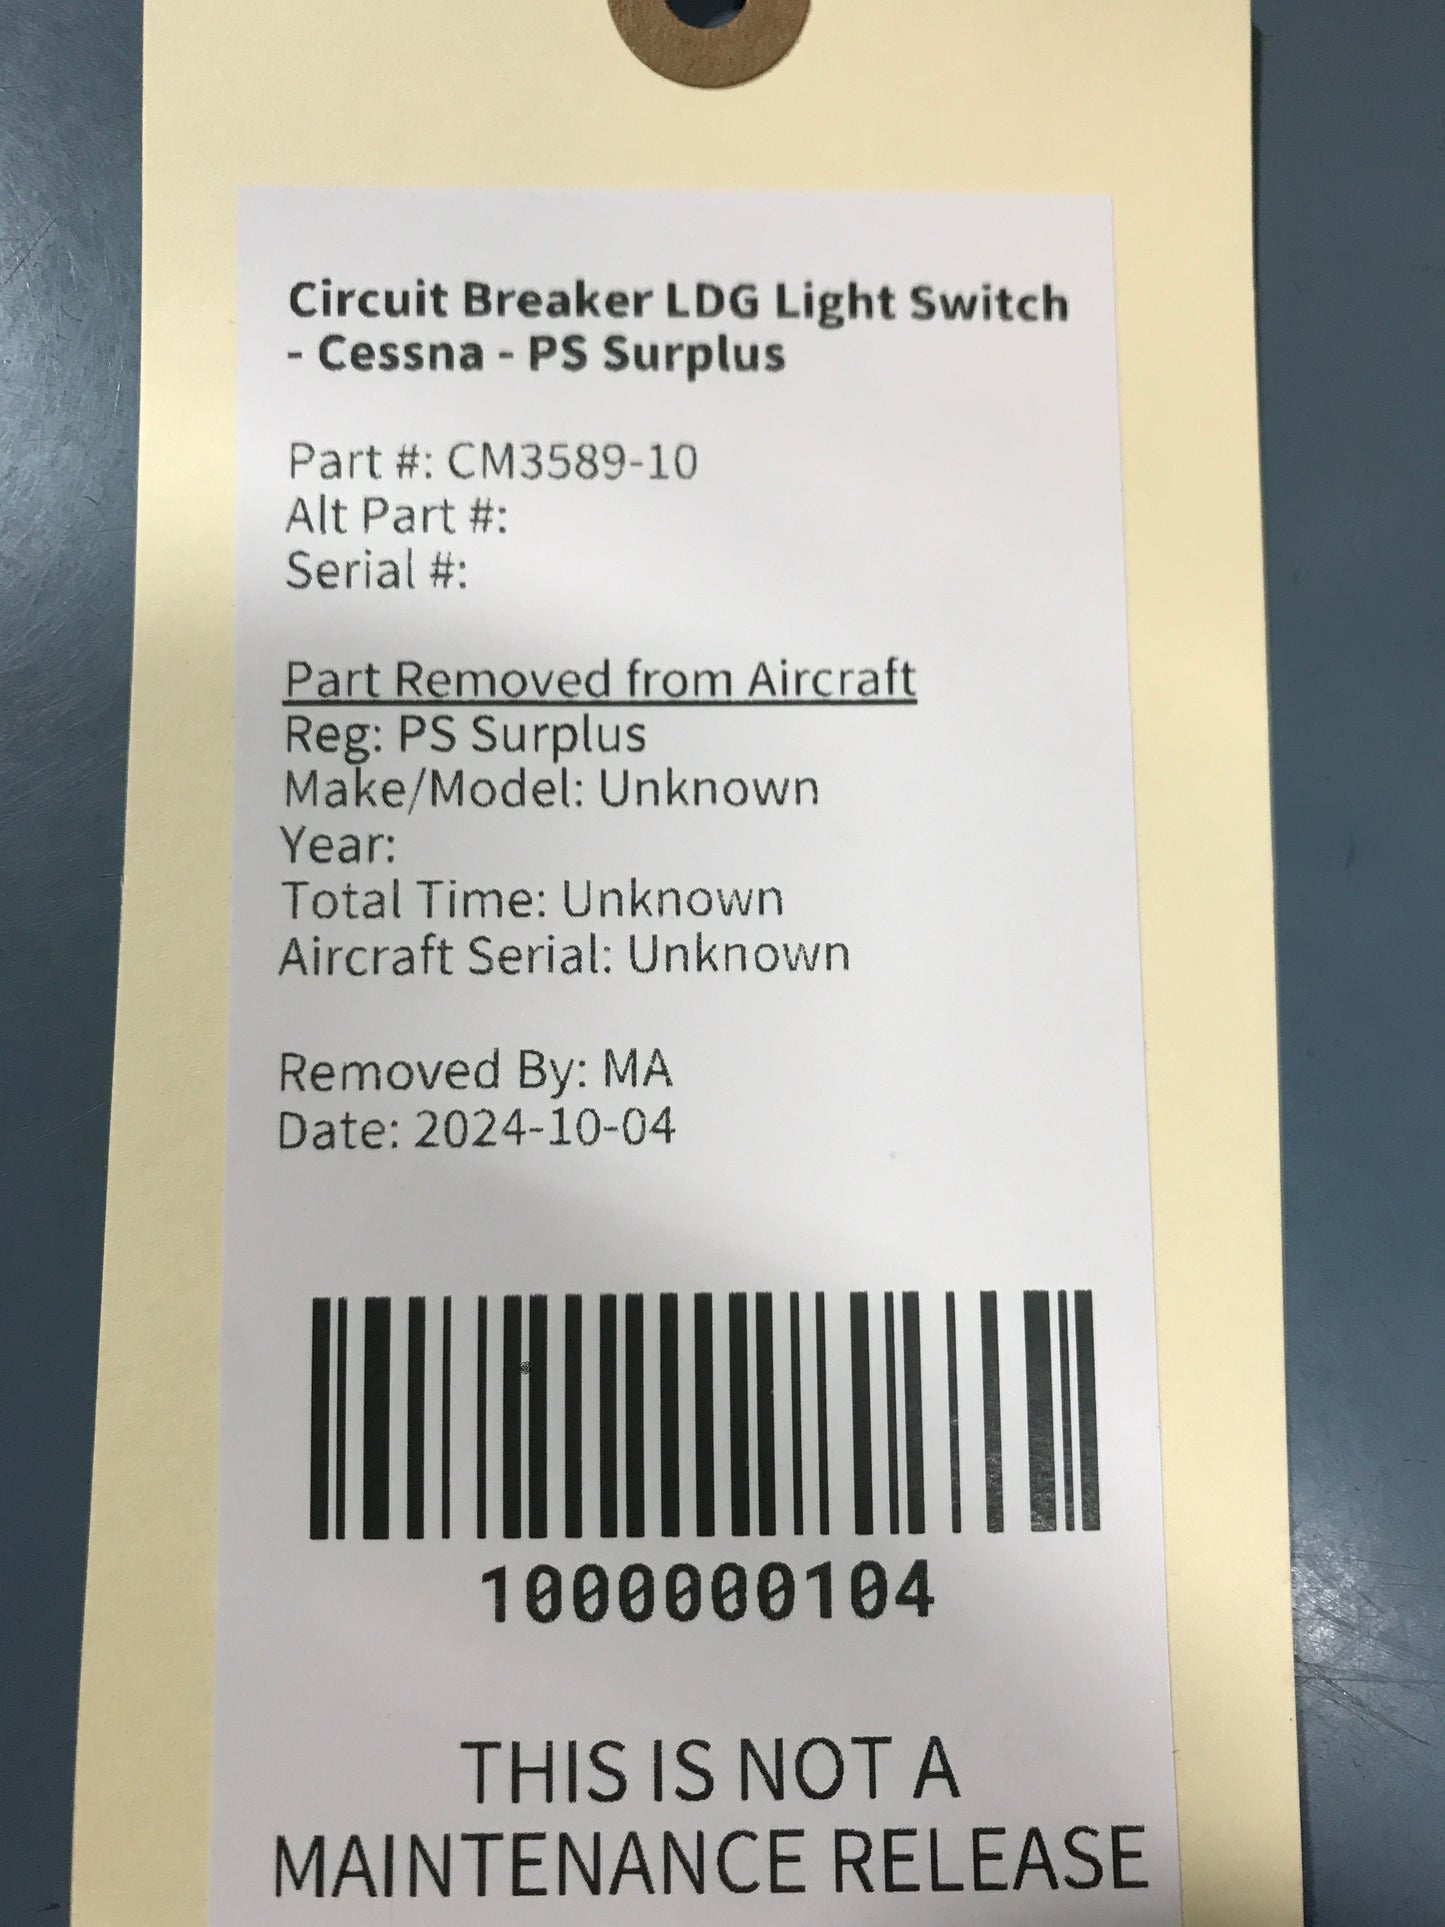 Circuit Breaker LDG Light Switch
- Cessna - PS Surplus
Part #: CM3589-10
Alt Part #:
Serial #:
Part Removed from Aircraft
Reg: PS Surplus
Make/Model: Unknown
Year:
Total Time: Unknown
Aircraft Serial: Unknown
Removed By: MA
Date: 2024-10-04
1000000104
THIS IS NOT A
MAINTENANCE RELEASE